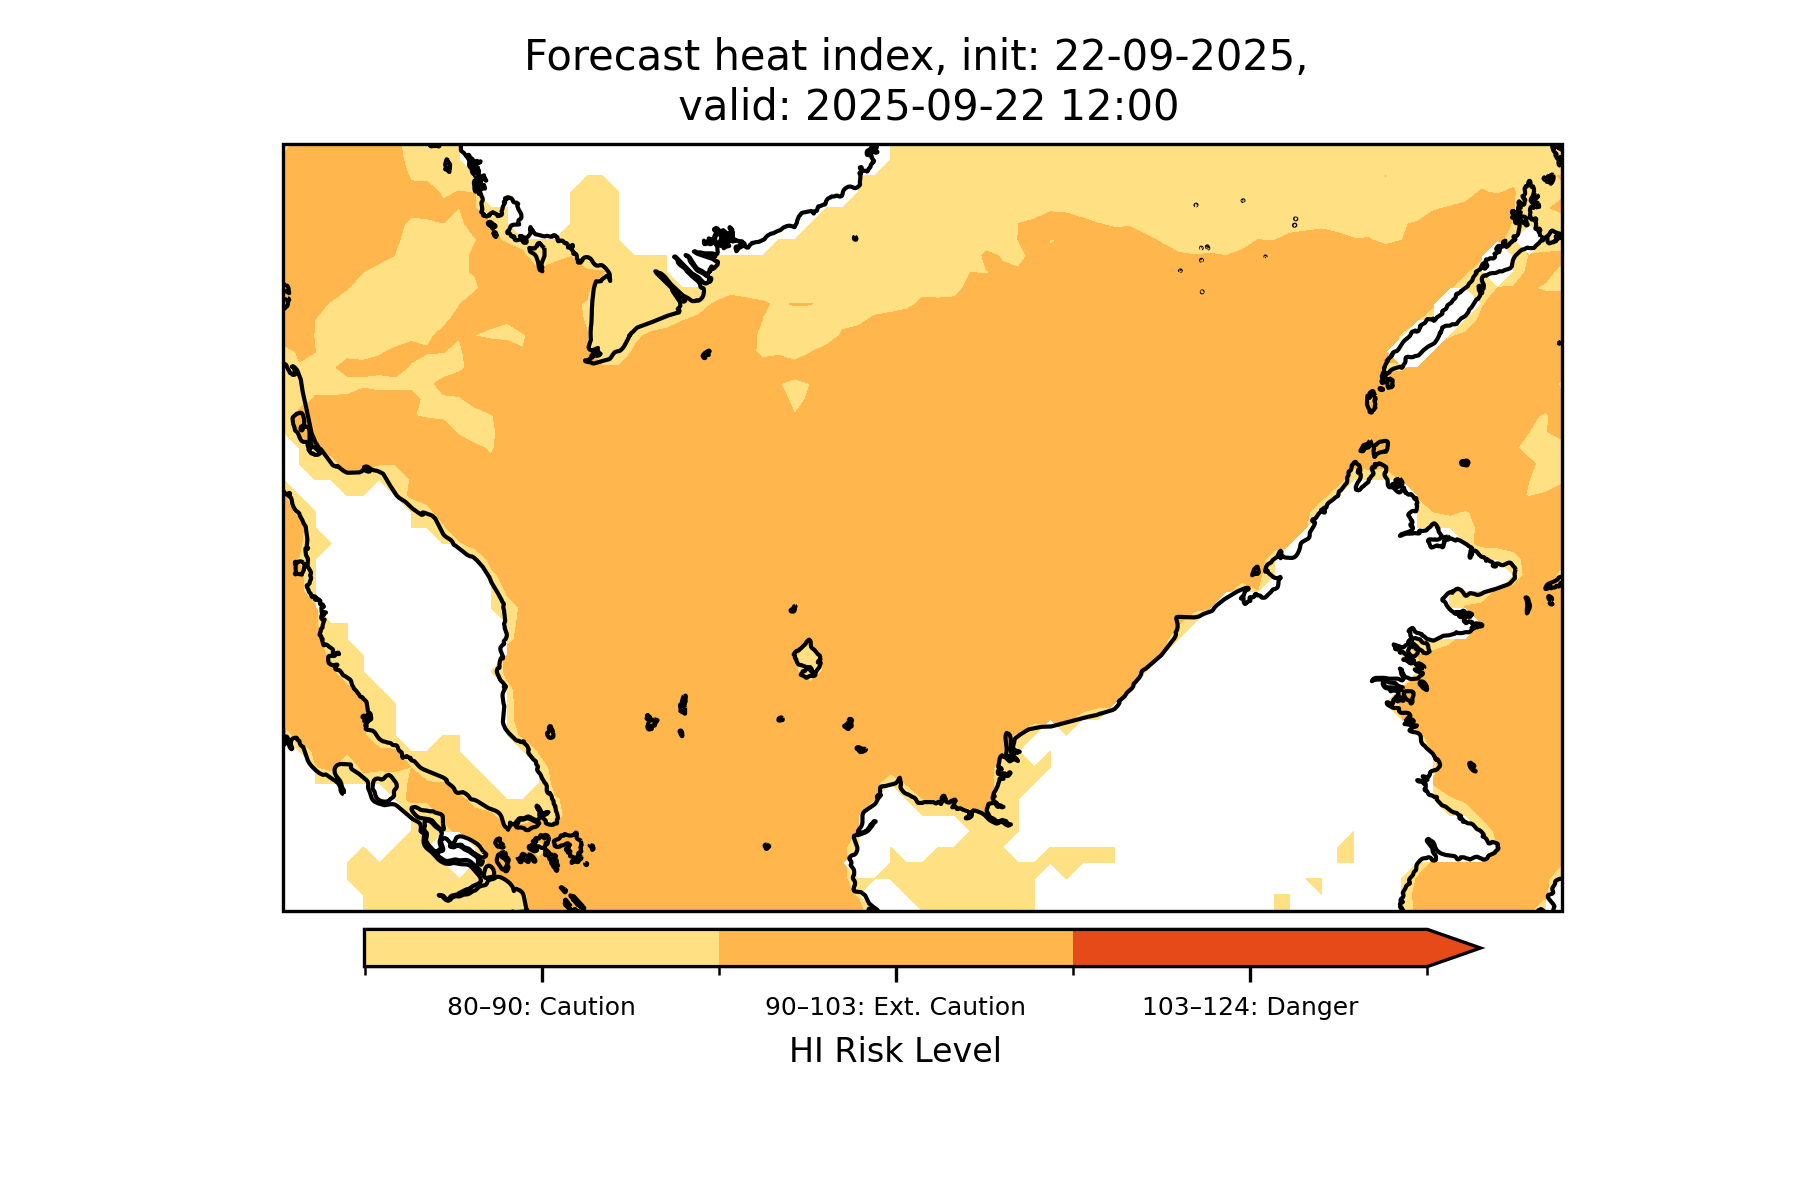 Forecast heat index, init: 22-09-2025,
valid: 2025-09-22 12:00
80–90: Caution
90–103: Ext. Caution
103–124: Danger
HI Risk Level